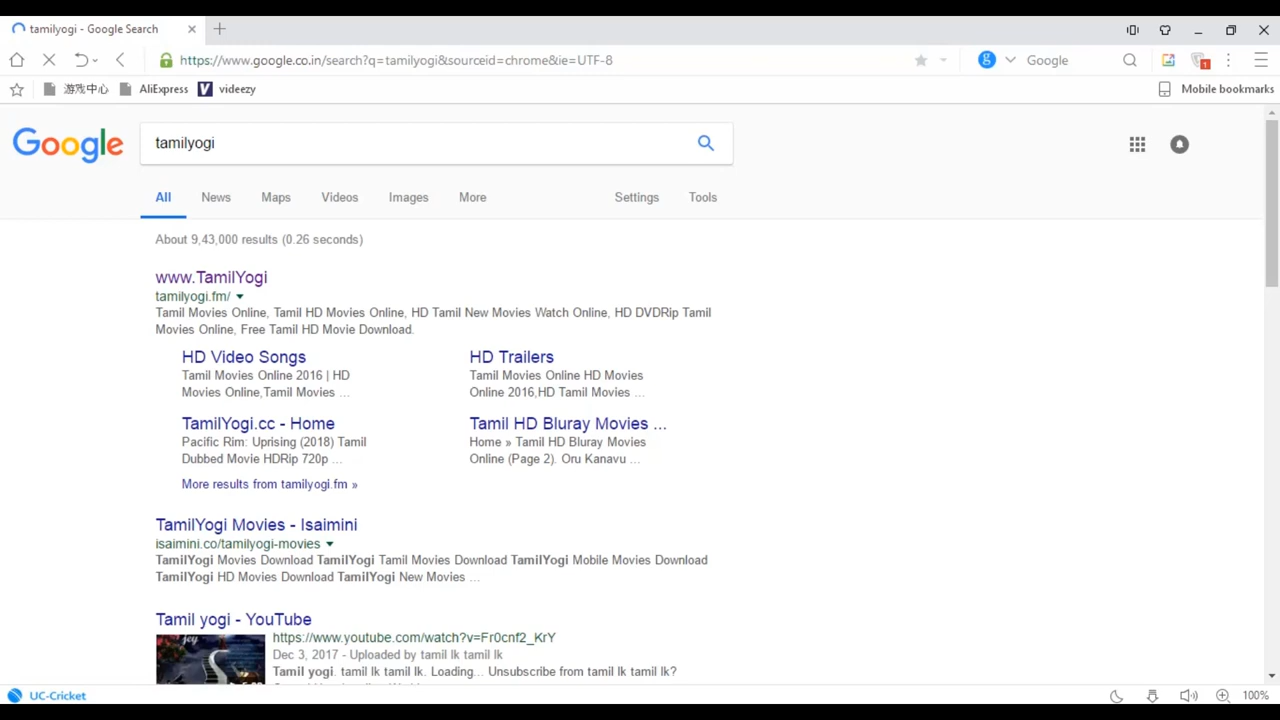 tamilyogi - Google Search
https://www.google.co.in/search?q=tamilyogi&sourceid=chrome&ie=UTF-8
Google
1
游戏中心 AliExpress videezy Mobile bookmarks
Google tamilyogi
All News Maps Videos Images More Settings Tools
About 9,43,000 results (0.26 seconds)
www.TamilYogi
tamilyogi.fm/
Tamil Movies Online, Tamil HD Movies Online, HD Tamil New Movies Watch Online, HD DVDRip Tamil
Movies Online, Free Tamil HD Movie Download.
HD Video Songs
Tamil Movies Online 2016 | HD
Movies Online,Tamil Movies ...
HD Trailers
Tamil Movies Online HD Movies
Online 2016,HD Tamil Movies ...
TamilYogi.cc - Home
Pacific Rim: Uprising (2018) Tamil
Dubbed Movie HDRip 720p ...
Tamil HD Bluray Movies ...
Home » Tamil HD Bluray Movies
Online (Page 2). Oru Kanavu ...
More results from tamilyogi.fm »
TamilYogi Movies - Isaimini
isaimini.co/tamilyogi-movies
TamilYogi Movies Download TamilYogi Tamil Movies Download TamilYogi Mobile Movies Download
TamilYogi HD Movies Download TamilYogi New Movies ...
Tamil yogi - YouTube
https://www.youtube.com/watch?v=Fr0cnf2_KrY
Dec 3, 2017 - Uploaded by tamil lk tamil lk
Tamil yogi. tamil lk tamil lk. Loading... Unsubscribe from tamil lk tamil lk?
UC-Cricket
100%